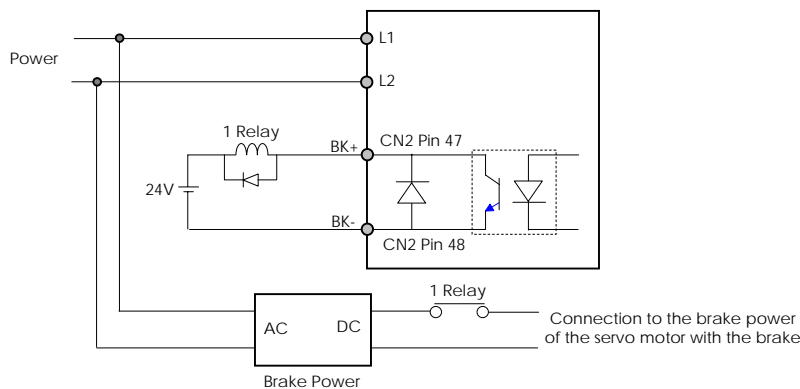 L1
Power
L2
1 Relay
BK+
CN2 Pin 47
24V
BK-
CN2 Pin 48
1 Relay
AC
DC
Connection to the brake power
of the servo motor with the brake
Brake Power